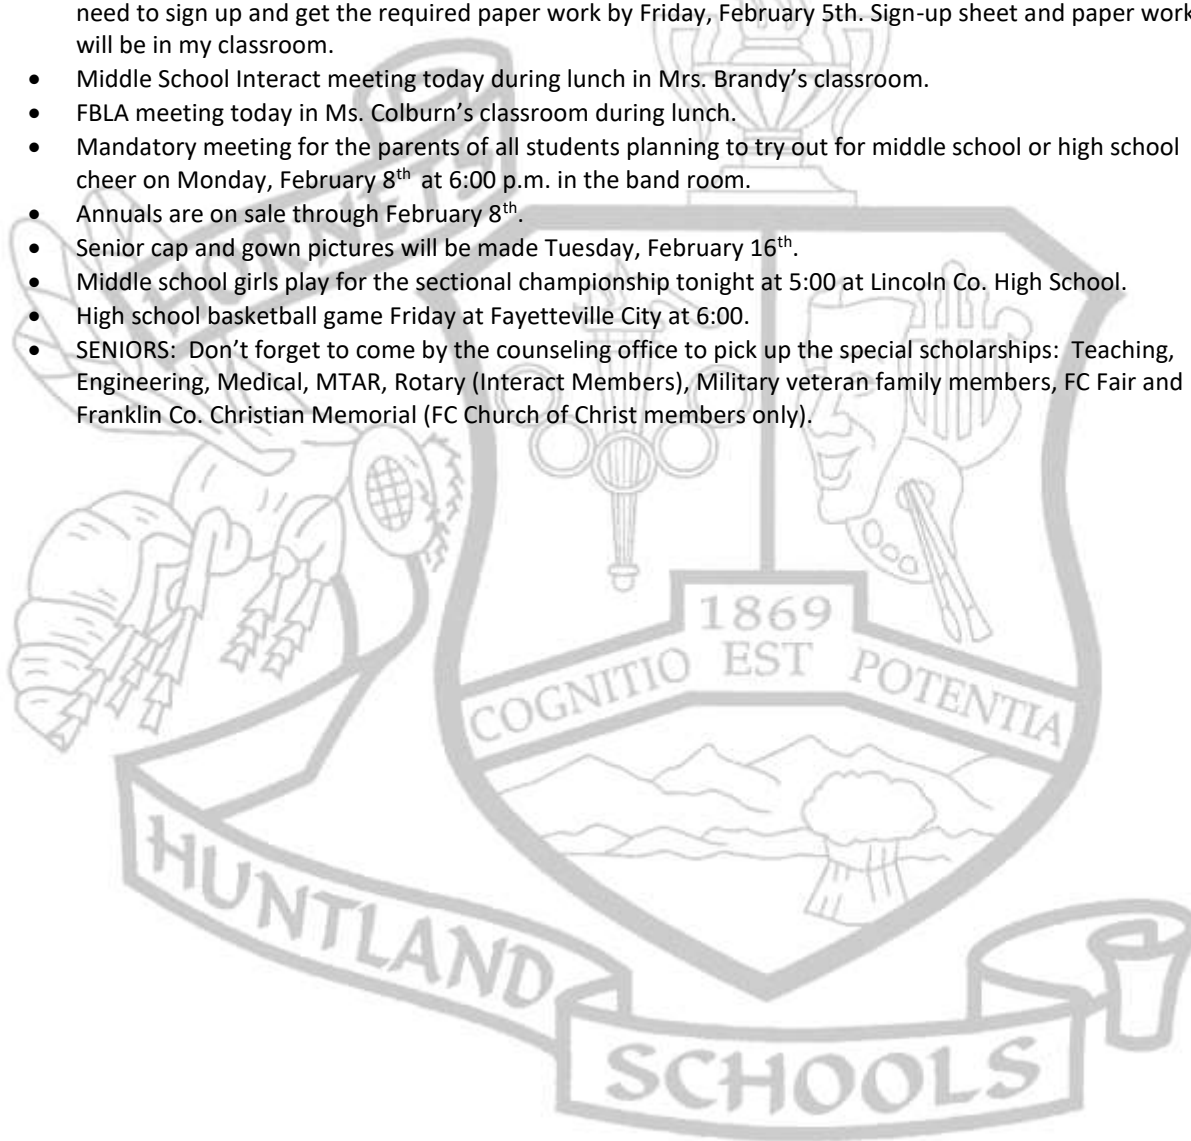 need to sign up and get the required paper work by Friday, February 5th. Sign-up sheet and paper work
will be in my classroom.
• Middle School Interact meeting today during lunch in Mrs. Brandy’s classroom.
• FBLA meeting today in Ms. Colburn’s classroom during lunch.
• Mandatory meeting for the parents of all students planning to try out for middle school or high school
cheer on Monday, February 8th at 6:00 p.m. in the band room.
• Annuals are on sale through February 8th.
• Senior cap and gown pictures will be made Tuesday, February 16th.
• Middle school girls play for the sectional championship tonight at 5:00 at Lincoln Co. High School.
• High school basketball game Friday at Fayetteville City at 6:00.
• SENIORS:  Don’t forget to come by the counseling office to pick up the special scholarships:  Teaching,
Engineering, Medical, MTAR, Rotary (Interact Members), Military veteran family members, FC Fair and
Franklin Co. Christian Memorial (FC Church of Christ members only).
HORNETS
1869
COGNITIO EST POTENTIA
HUNTLAND
SCHOOLS